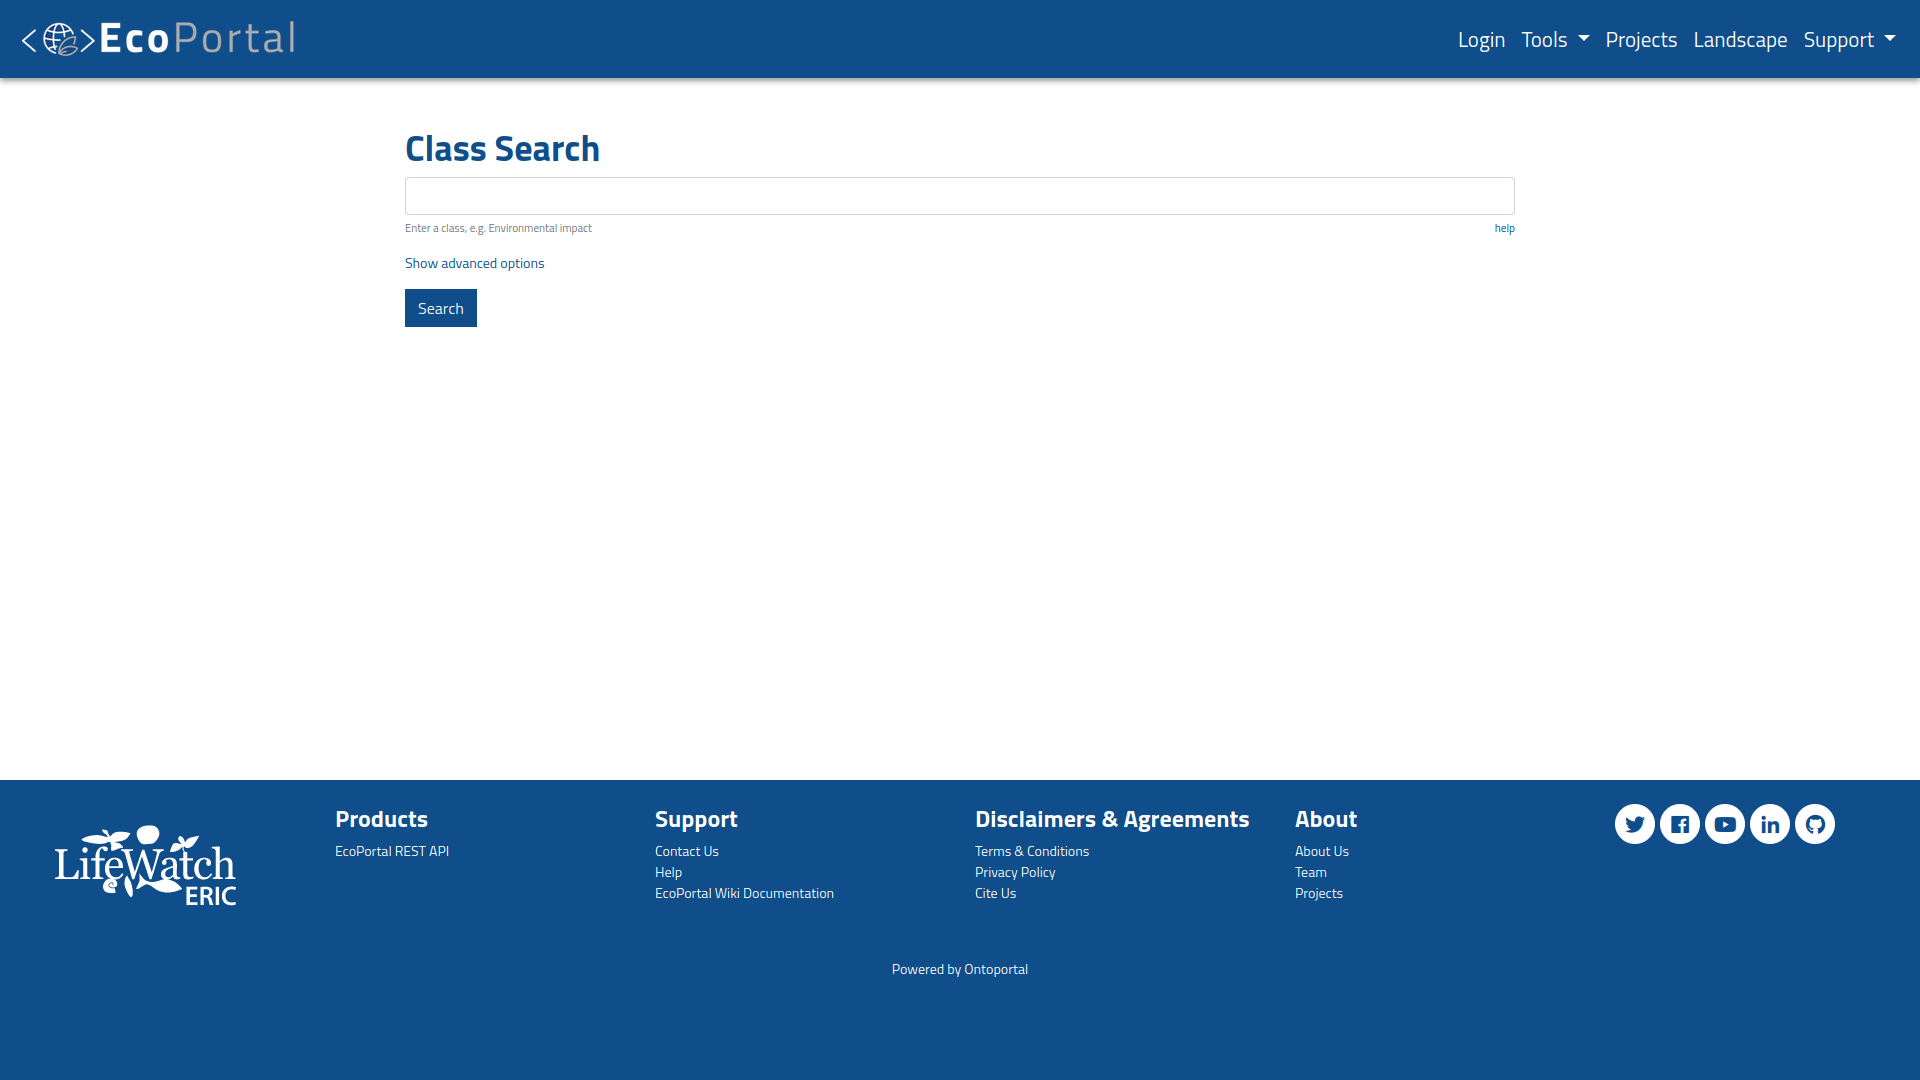 <EcoPortal
Login Tools Projects Landscape Support
Class Search
Enter a class, e.g. Environmental impact help
Show advanced options
Search
LifeWatch
ERIC
Products
EcoPortal REST API
Support
Contact Us
Help
EcoPortal Wiki Documentation
Disclaimers & Agreements
Terms & Conditions
Privacy Policy
Cite Us
About
About Us
Team
Projects
Powered by Ontoportal